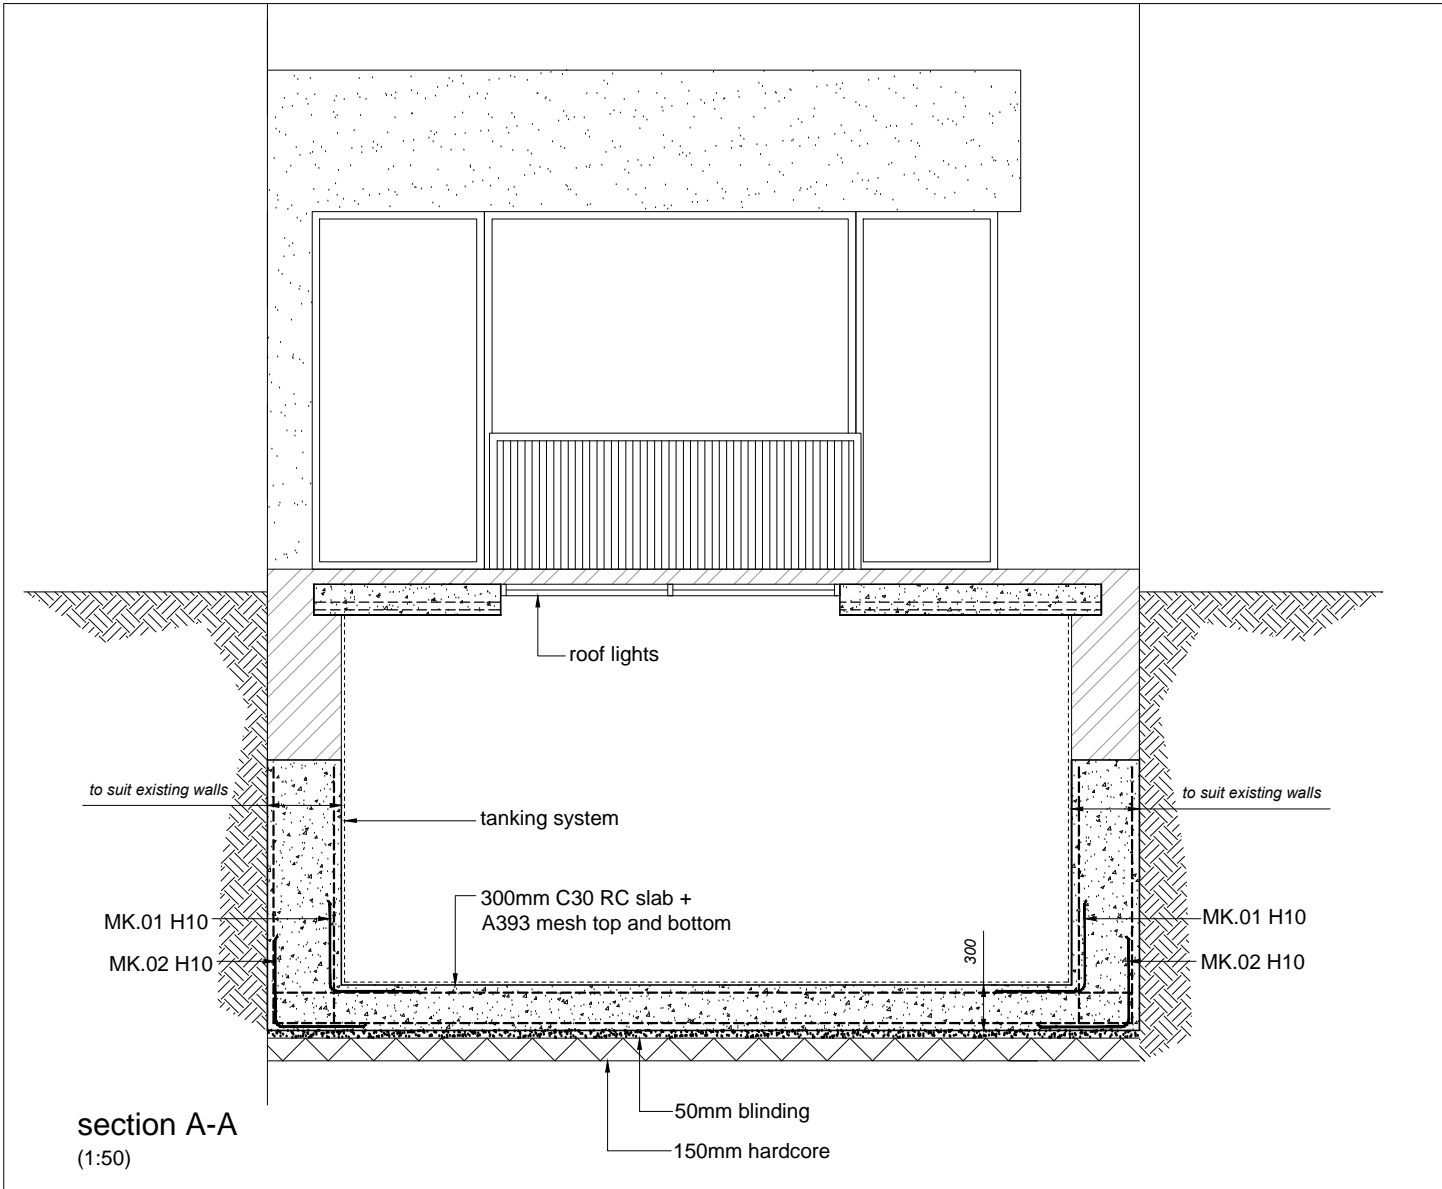 roof lights
to suit existing walls
to suit existing walls
tanking system
300mm C30 RC slab +
A393 mesh top and bottom
MK.01 H10
MK.01 H10
300
MK.02 H10
MK.02 H10
50mm blinding
section A-A
150mm hardcore
(1:50)